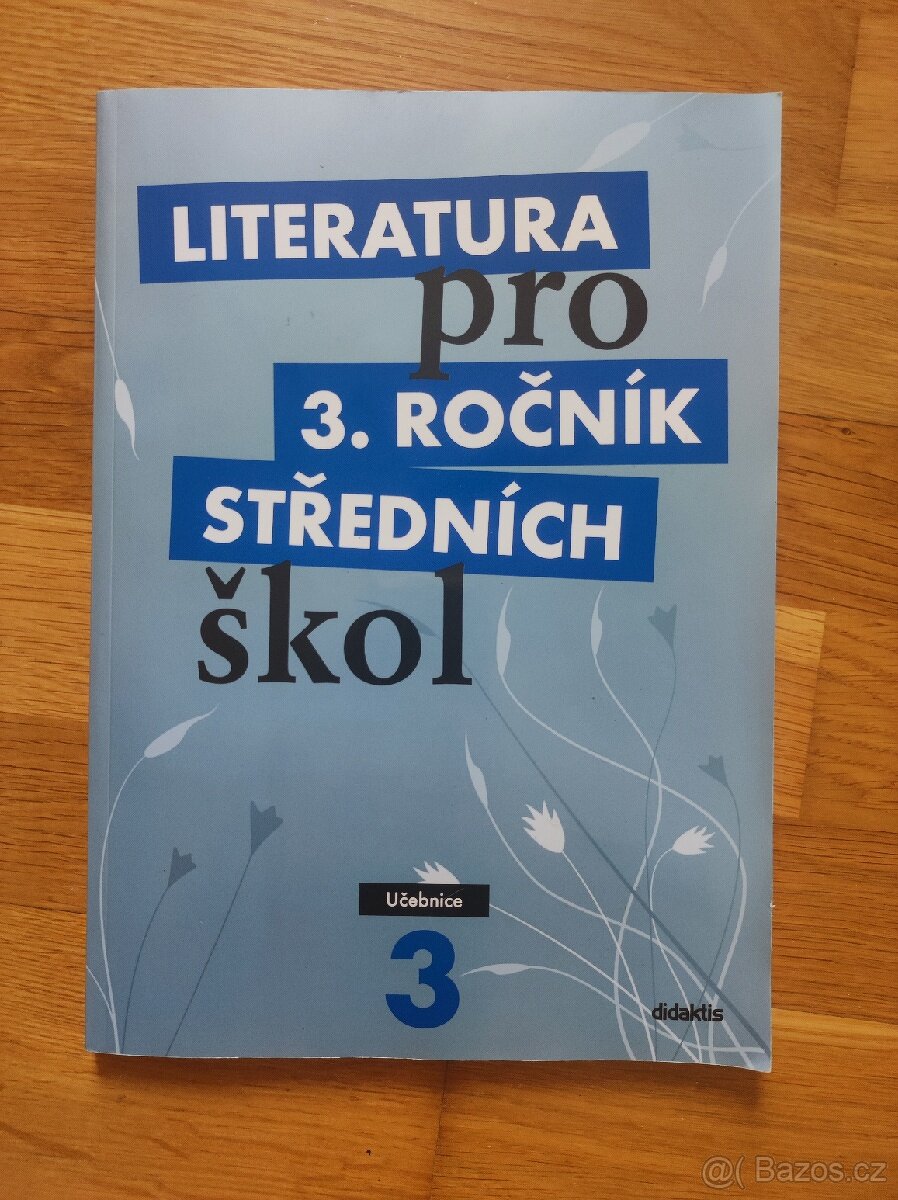 LITERATURA
pro
3. ROČNÍK
STŘEDNÍCH
škol
Učebnice
3
didaktis
@( Bazos.cz